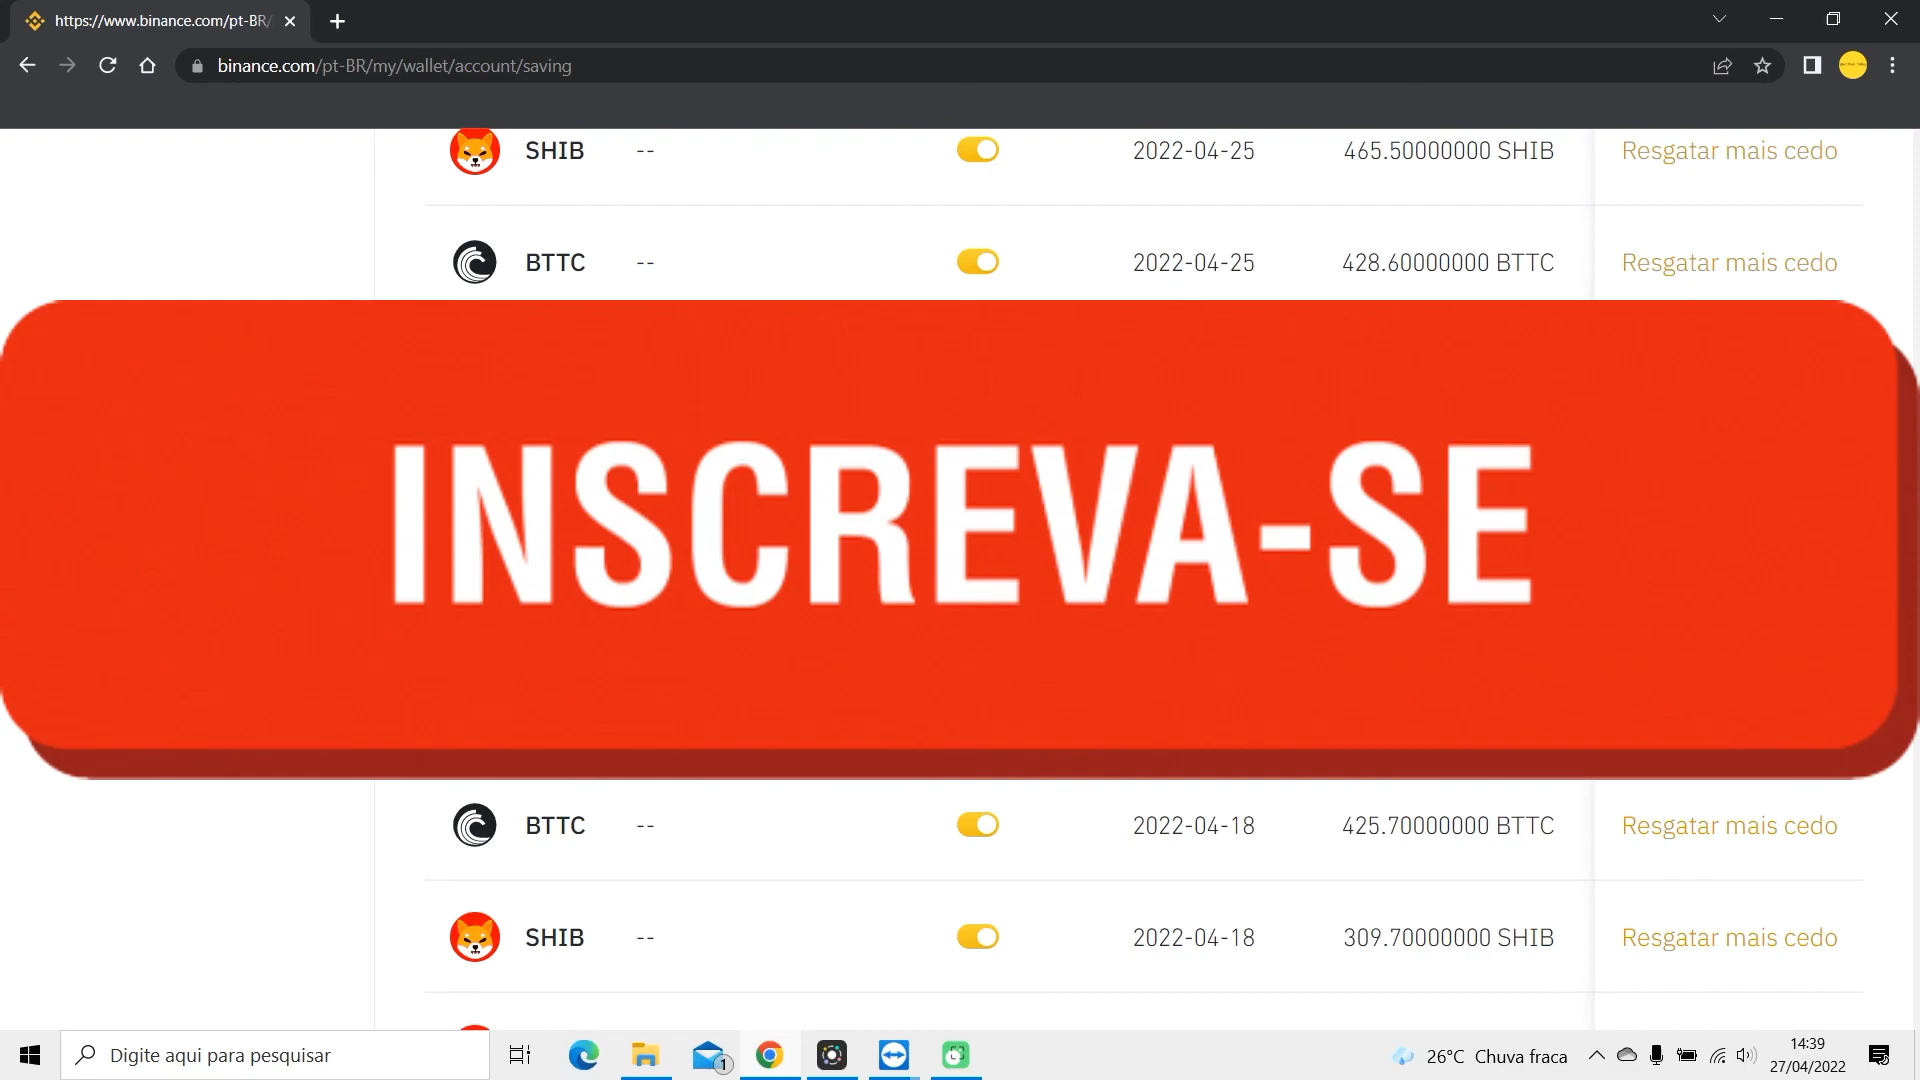 https://www.binance.com/pt-BR/
binance.com/pt-BR/my/wallet/account/saving
SHIB -- 2022-04-25 465.50000000 SHIB Resgatar mais cedo
BTTC -- 2022-04-25 428.60000000 BTTC Resgatar mais cedo
INSCREVA-SE
BTTC -- 2022-04-18 425.70000000 BTTC Resgatar mais cedo
SHIB -- 2022-04-18 309.70000000 SHIB Resgatar mais cedo
Digite aqui para pesquisar 1 26°C Chuva fraca 14:39
27/04/2022